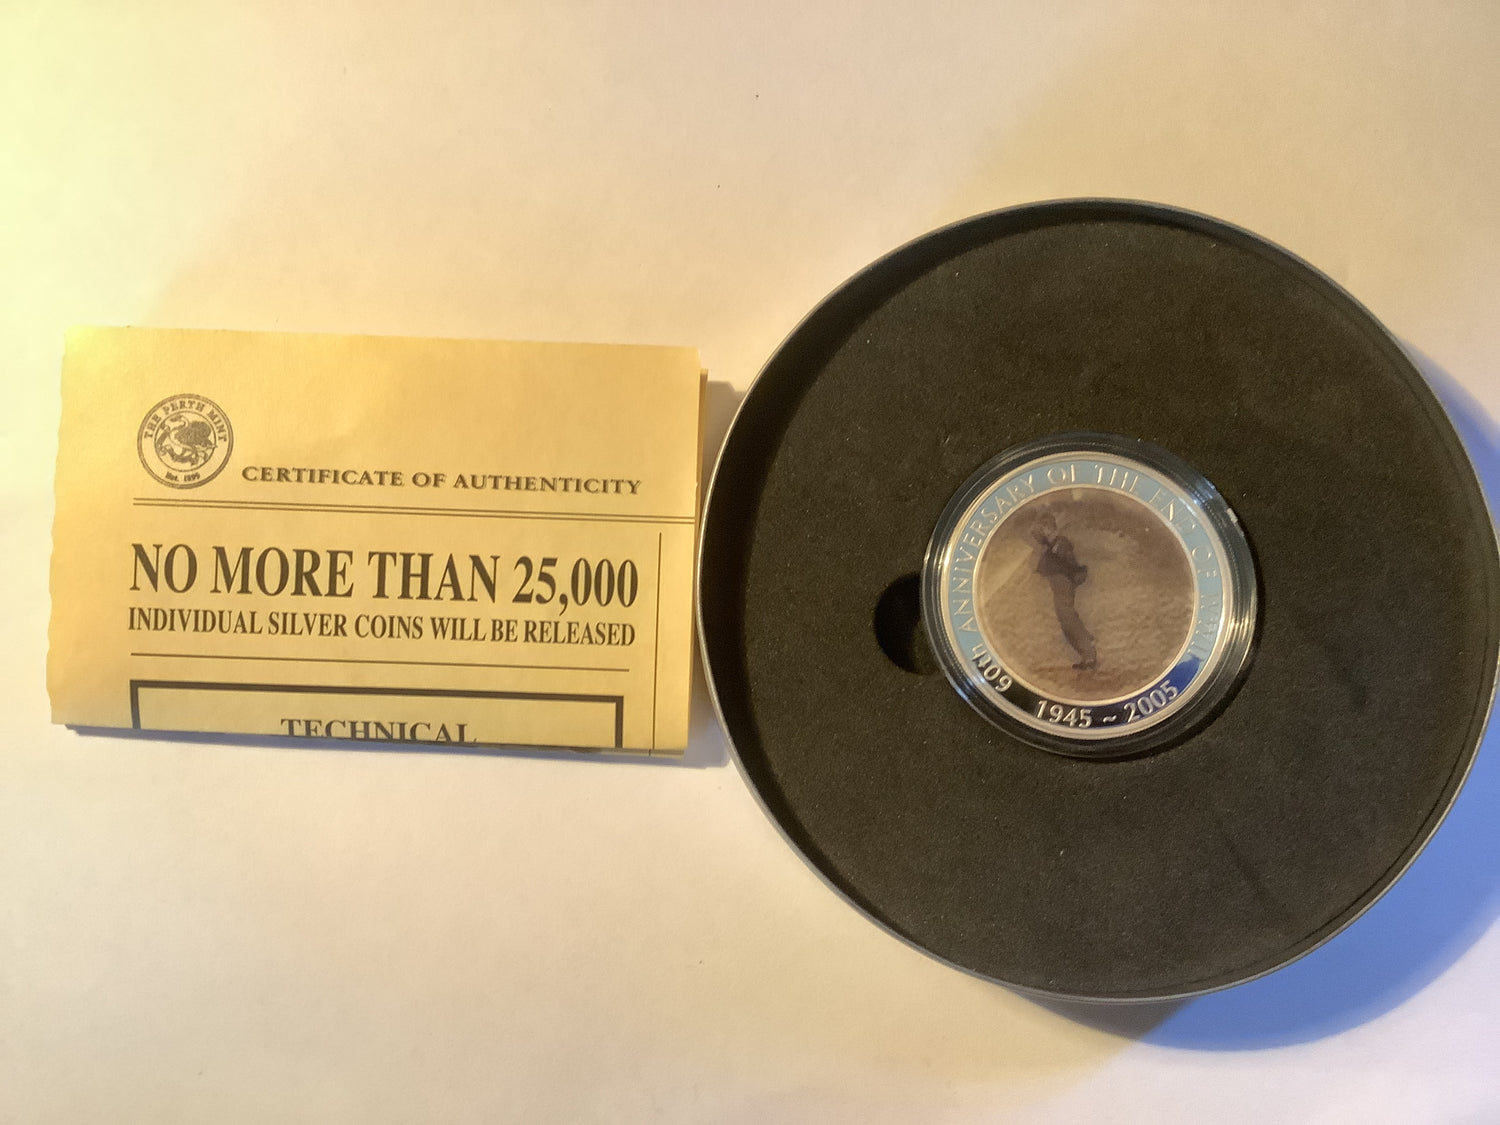 THE PERTH MINT
Est. 1899
CERTIFICATE OF AUTHENTICITY
NO MORE THAN 25,000
INDIVIDUAL SILVER COINS WILL BE RELEASED
TECHNICAL
60th ANNIVERSARY OF THE END OF WWII
1945 ~ 2005